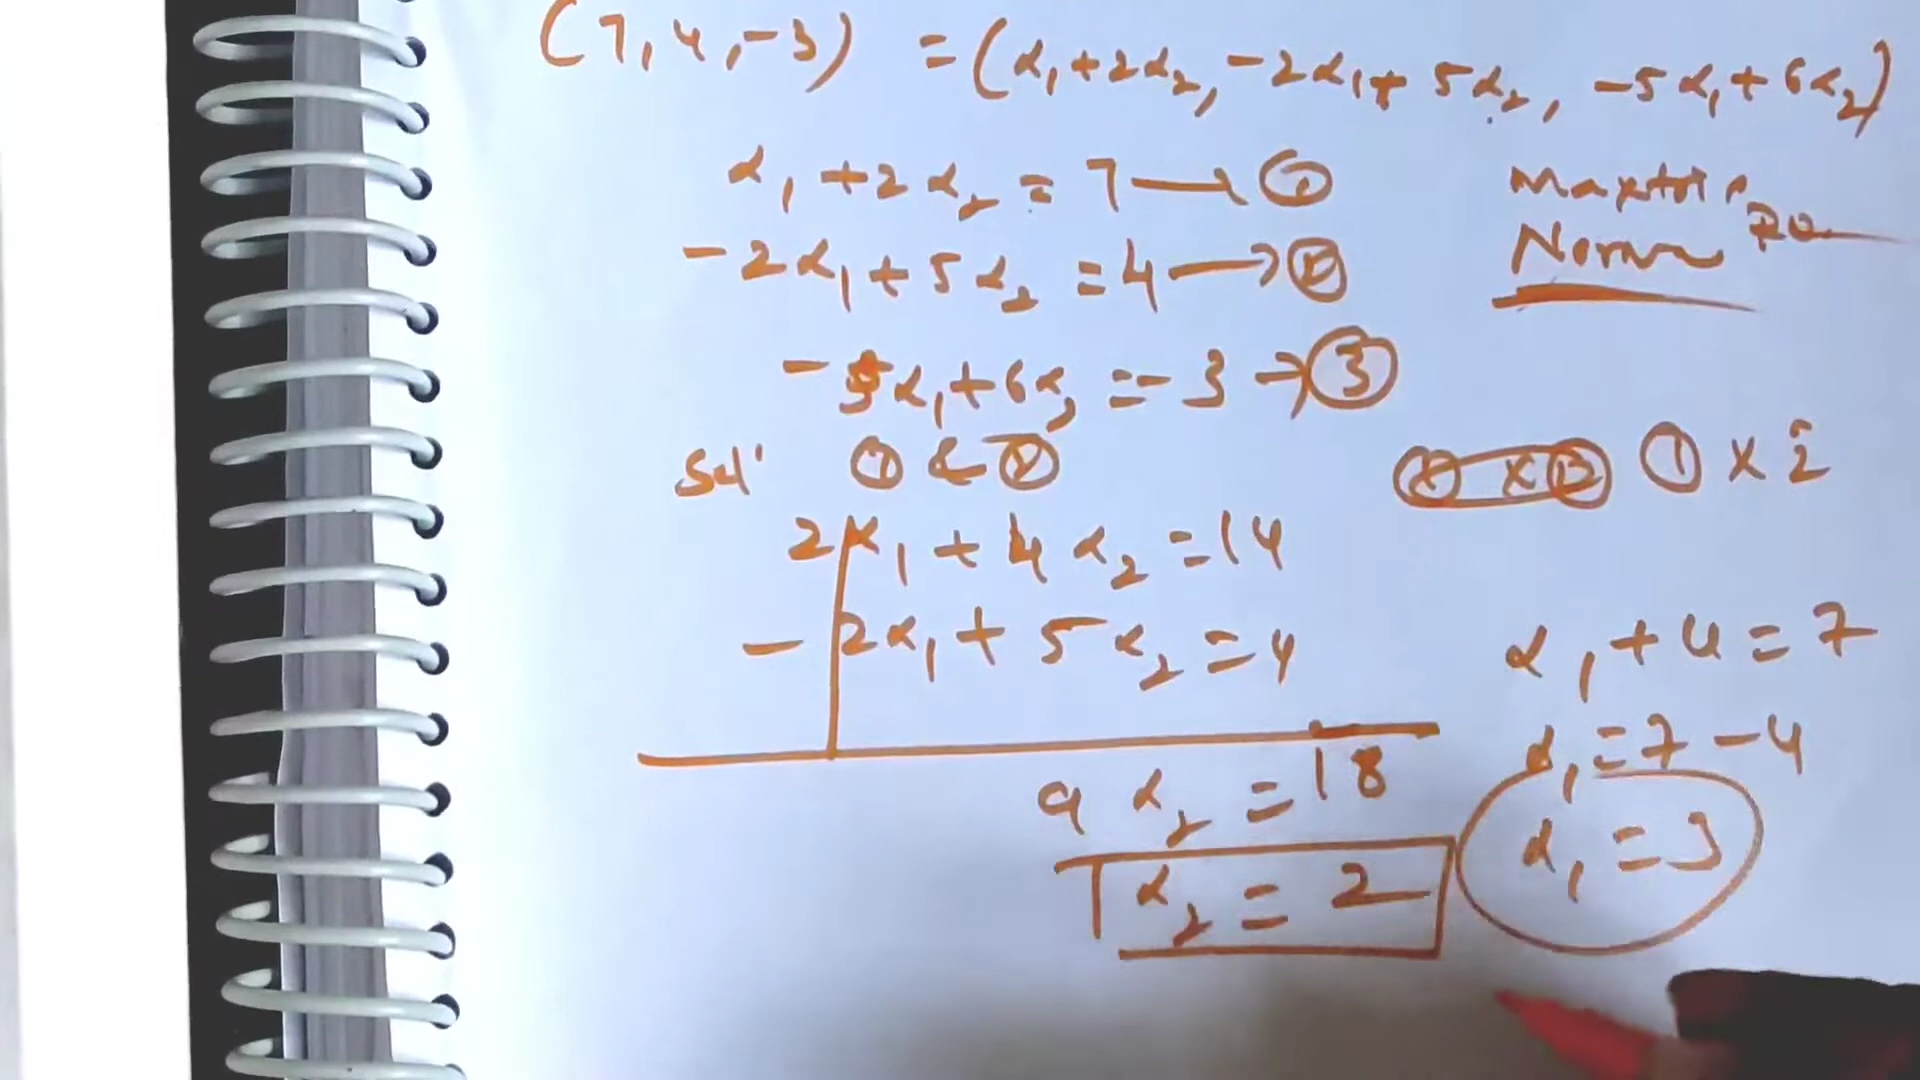 (7, 4, -3) = (α₁+2α₂, -2α₁+5α₂, -5α₁+6α₂)
α₁ + 2α₂ = 7 → ①
-2α₁ + 5α₂ = 4 → ②
-5α₁ + 6α₂ = -3 → ③
Norm
① & ②
① × 2
2α₁ + 4α₂ = 14
-2α₁ + 5α₂ = 4
9α₂ = 18
α₂ = 2
α₁ + 4 = 7
α₁ = 7 - 4
α₁ = 3